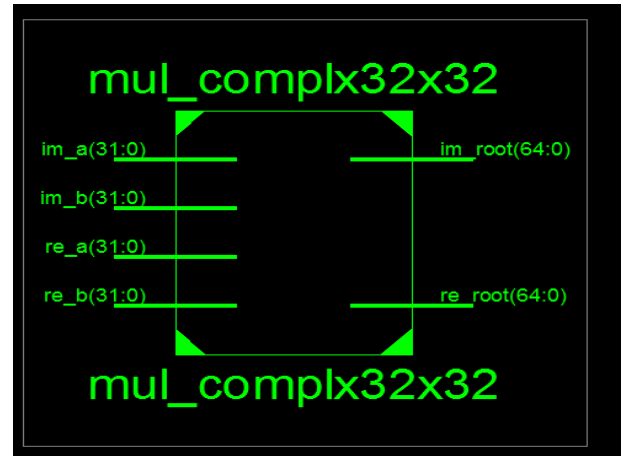 mul_complx32x32
im_a(31:0)
im_root(64:0)
im_b(31:0)
re_a(31:0)
re_b(31:0)
re_root(64:0)
mul_complx32x32